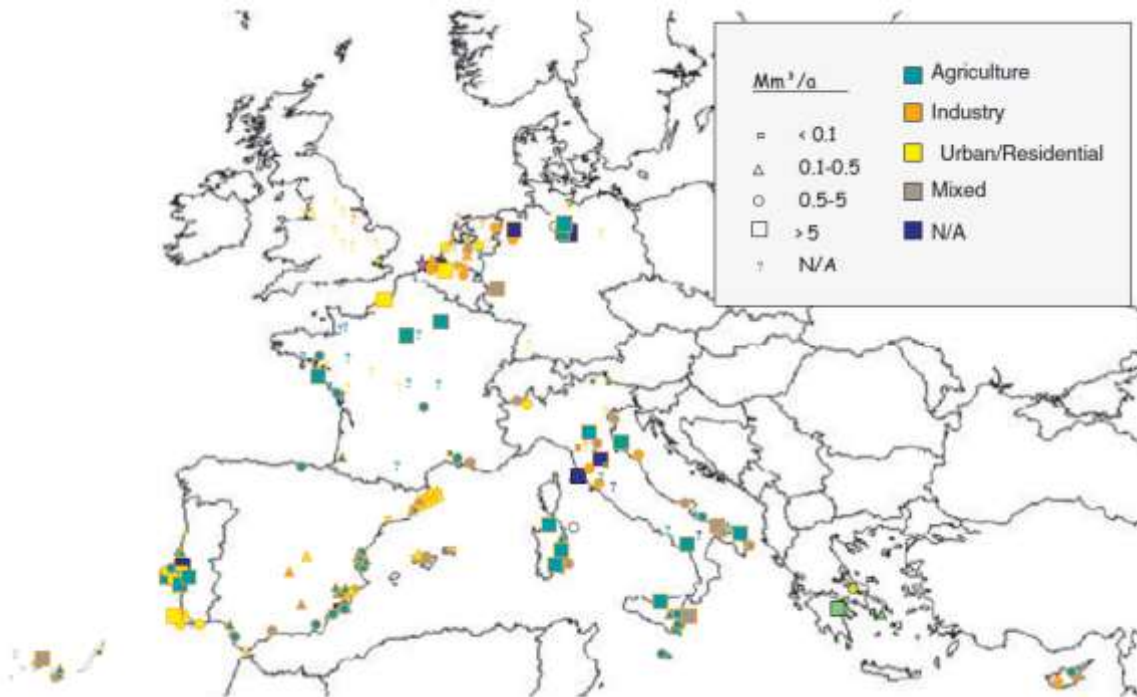 Mm³/a
< 0.1
0.1-0.5
0.5-5
> 5
? N/A
Agriculture
Industry
Urban/Residential
Mixed
N/A